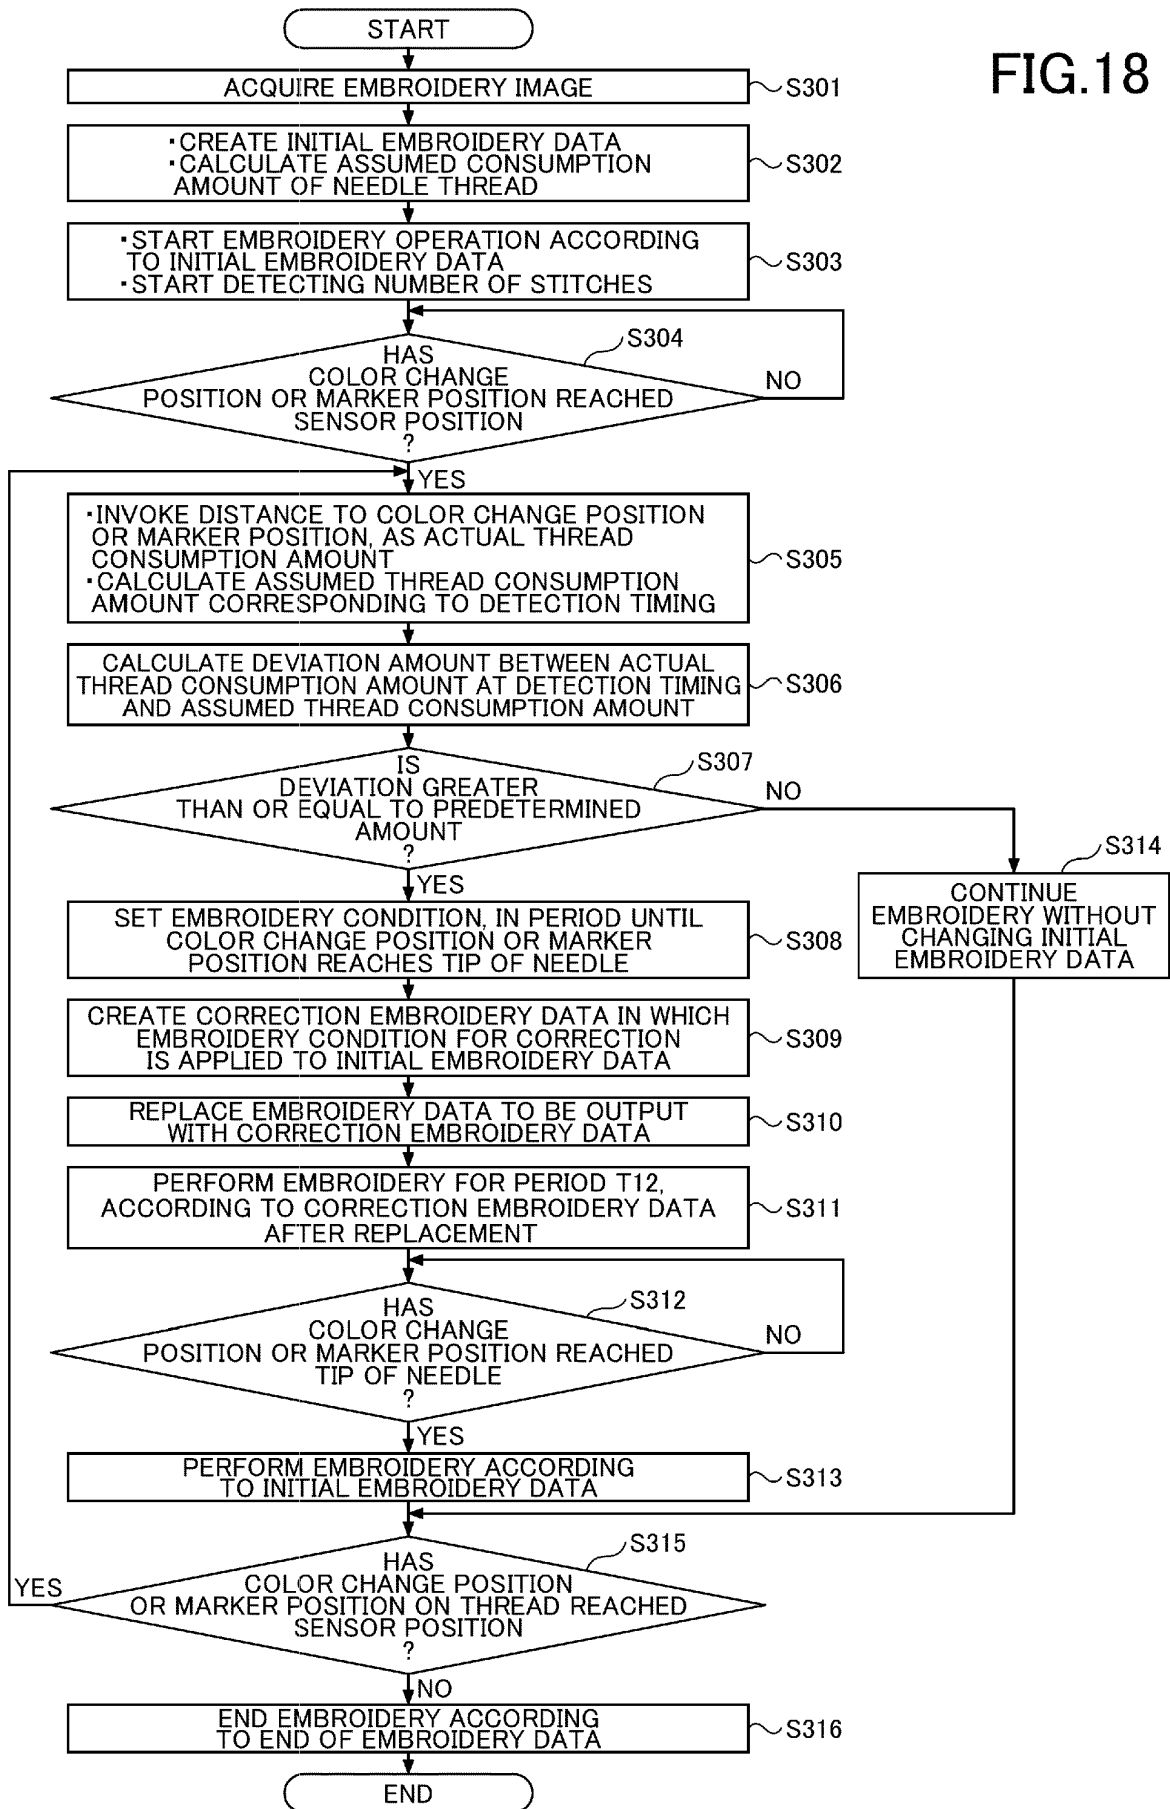 START
FIG.18
ACQUIRE EMBROIDERY IMAGE
S301
・CREATE INITIAL EMBROIDERY DATA
・CALCULATE ASSUMED CONSUMPTION
AMOUNT OF NEEDLE THREAD
S302
・START EMBROIDERY OPERATION ACCORDING
TO INITIAL EMBROIDERY DATA
・START DETECTING NUMBER OF STITCHES
S303
S304
HAS
COLOR CHANGE
POSITION OR MARKER POSITION REACHED
SENSOR POSITION
?
NO
YES
・INVOKE DISTANCE TO COLOR CHANGE POSITION
OR MARKER POSITION, AS ACTUAL THREAD
CONSUMPTION AMOUNT
・CALCULATE ASSUMED THREAD CONSUMPTION
AMOUNT CORRESPONDING TO DETECTION TIMING
S305
CALCULATE DEVIATION AMOUNT BETWEEN ACTUAL
THREAD CONSUMPTION AMOUNT AT DETECTION TIMING
AND ASSUMED THREAD CONSUMPTION AMOUNT
S306
S307
IS
DEVIATION GREATER
THAN OR EQUAL TO PREDETERMINED
AMOUNT
?
NO
YES
S314
CONTINUE
EMBROIDERY WITHOUT
CHANGING INITIAL
EMBROIDERY DATA
SET EMBROIDERY CONDITION, IN PERIOD UNTIL
COLOR CHANGE POSITION OR MARKER
POSITION REACHES TIP OF NEEDLE
S308
CREATE CORRECTION EMBROIDERY DATA IN WHICH
EMBROIDERY CONDITION FOR CORRECTION
IS APPLIED TO INITIAL EMBROIDERY DATA
S309
REPLACE EMBROIDERY DATA TO BE OUTPUT
WITH CORRECTION EMBROIDERY DATA
S310
PERFORM EMBROIDERY FOR PERIOD T12,
ACCORDING TO CORRECTION EMBROIDERY DATA
AFTER REPLACEMENT
S311
S312
HAS
COLOR CHANGE
POSITION OR MARKER POSITION REACHED
TIP OF NEEDLE
?
NO
YES
PERFORM EMBROIDERY ACCORDING
TO INITIAL EMBROIDERY DATA
S313
S315
HAS
COLOR CHANGE POSITION
OR MARKER POSITION ON THREAD REACHED
SENSOR POSITION
?
YES
NO
END EMBROIDERY ACCORDING
TO END OF EMBROIDERY DATA
S316
END